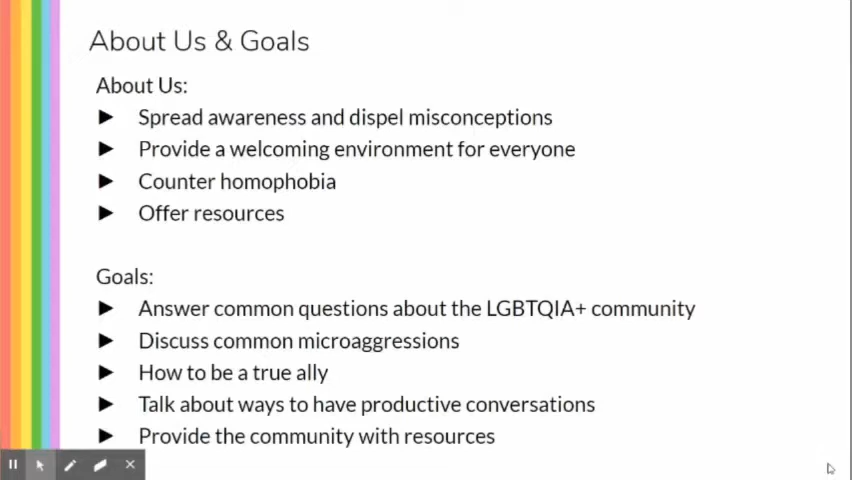 About Us & Goals
About Us:
► Spread awareness and dispel misconceptions
► Provide a welcoming environment for everyone
► Counter homophobia
► Offer resources
Goals:
► Answer common questions about the LGBTQIA+ community
► Discuss common microaggressions
► How to be a true ally
► Talk about ways to have productive conversations
► Provide the community with resources